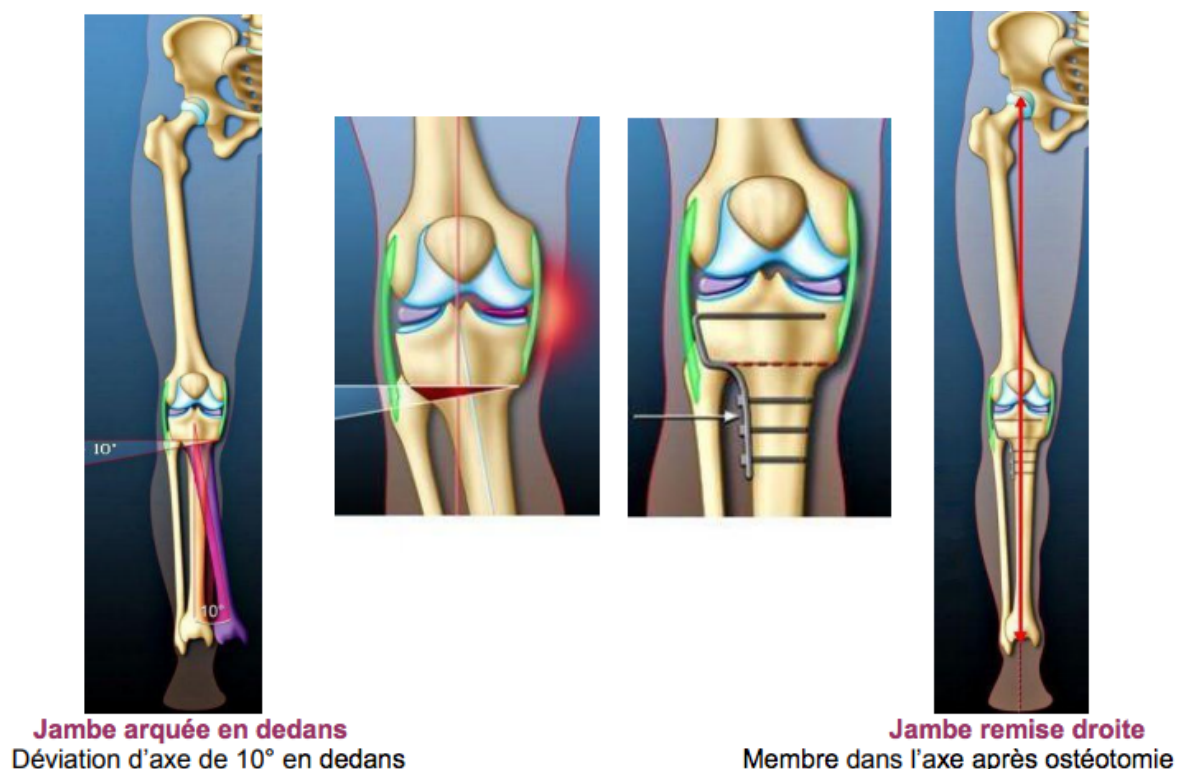 10°
10°
Jambe arquée en dedans
Déviation d'axe de 10° en dedans
Jambe remise droite
Membre dans l'axe après ostéotomie